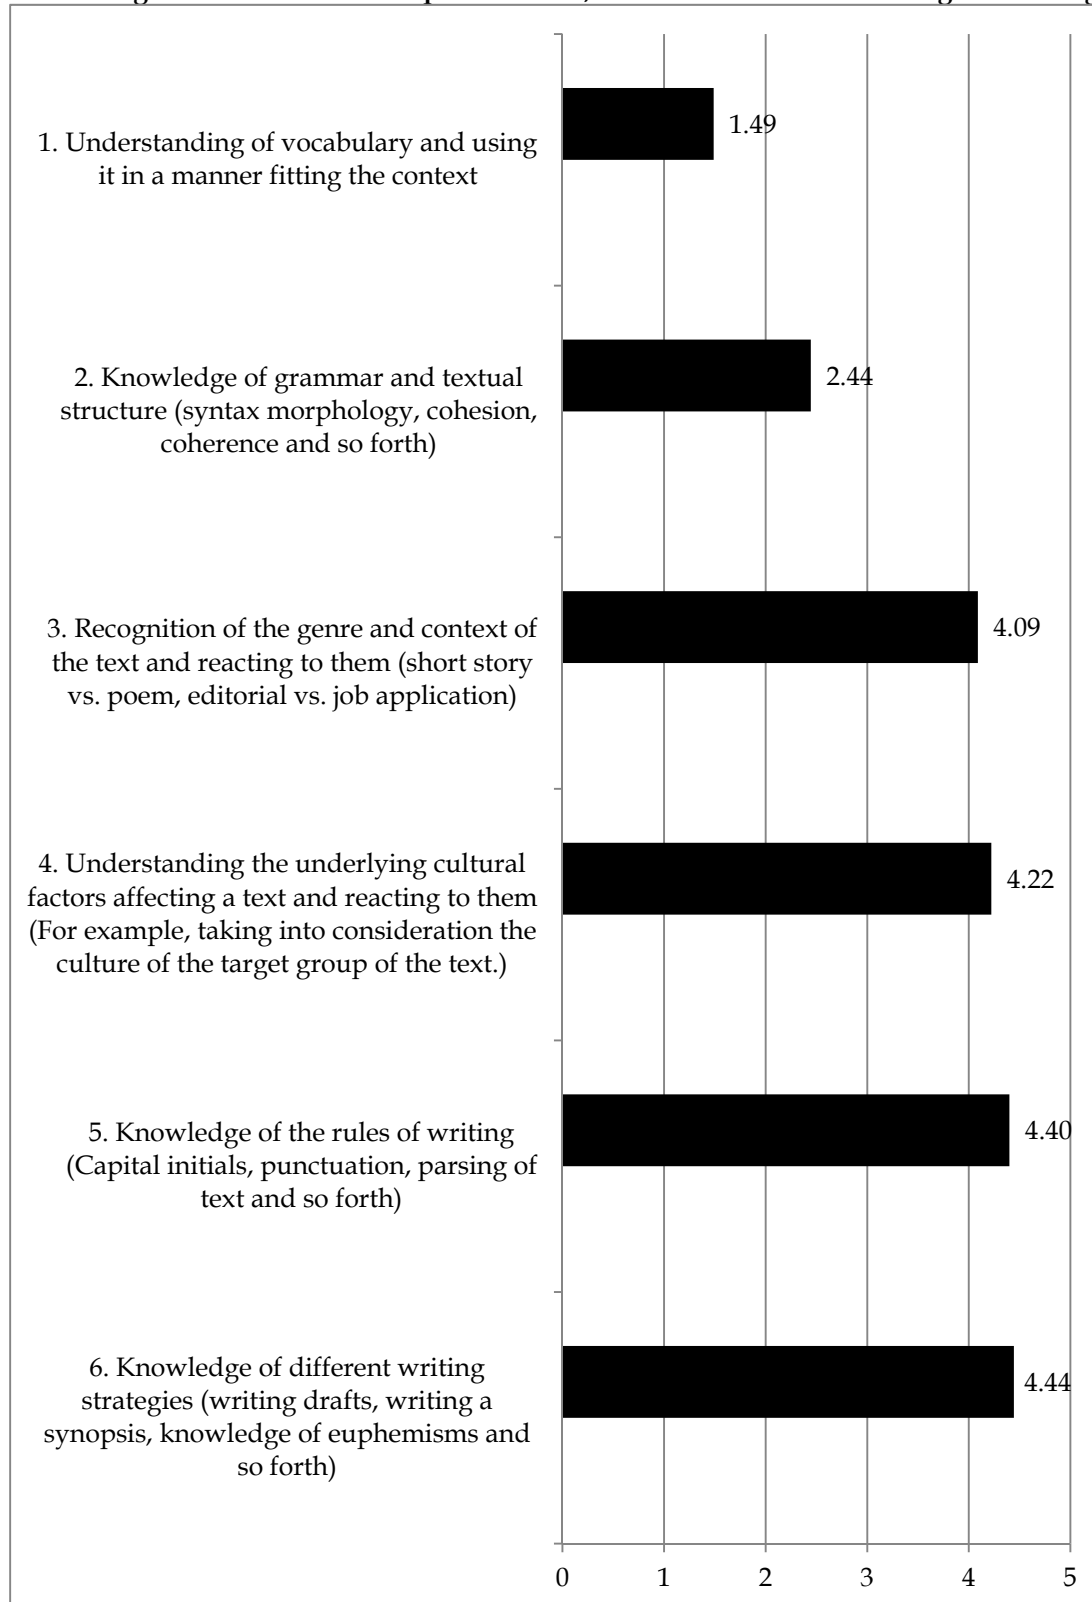 1. Understanding of vocabulary and using
it in a manner fitting the context
1.49
2. Knowledge of grammar and textual
structure (syntax morphology, cohesion,
coherence and so forth)
2.44
3. Recognition of the genre and context of
the text and reacting to them (short story
vs. poem, editorial vs. job application)
4.09
4. Understanding the underlying cultural
factors affecting a text and reacting to them
(For example, taking into consideration the
culture of the target group of the text.)
4.22
5. Knowledge of the rules of writing
(Capital initials, punctuation, parsing of
text and so forth)
4.40
6. Knowledge of different writing
strategies (writing drafts, writing a
synopsis, knowledge of euphemisms and
so forth)
4.44
0 1 2 3 4 5